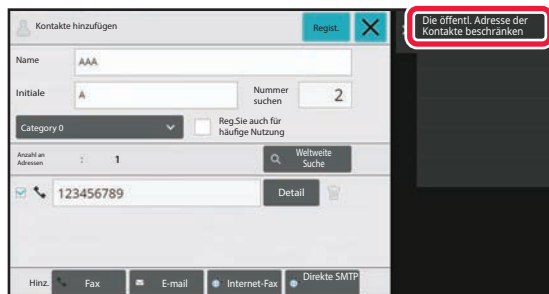 Kontakte hinzufügen
Regist.
Die öffentl. Adresse der
Kontakte beschränken
Name
AAA
Initiale
A
Nummer
suchen
2
Category 0
Reg.Sie auch für
häufige Nutzung
Anzahl an
Adressen
:
1
Weltweite
Suche
123456789
Detail
Hinz.
Fax
E-mail
Internet-Fax
Direkte SMTP